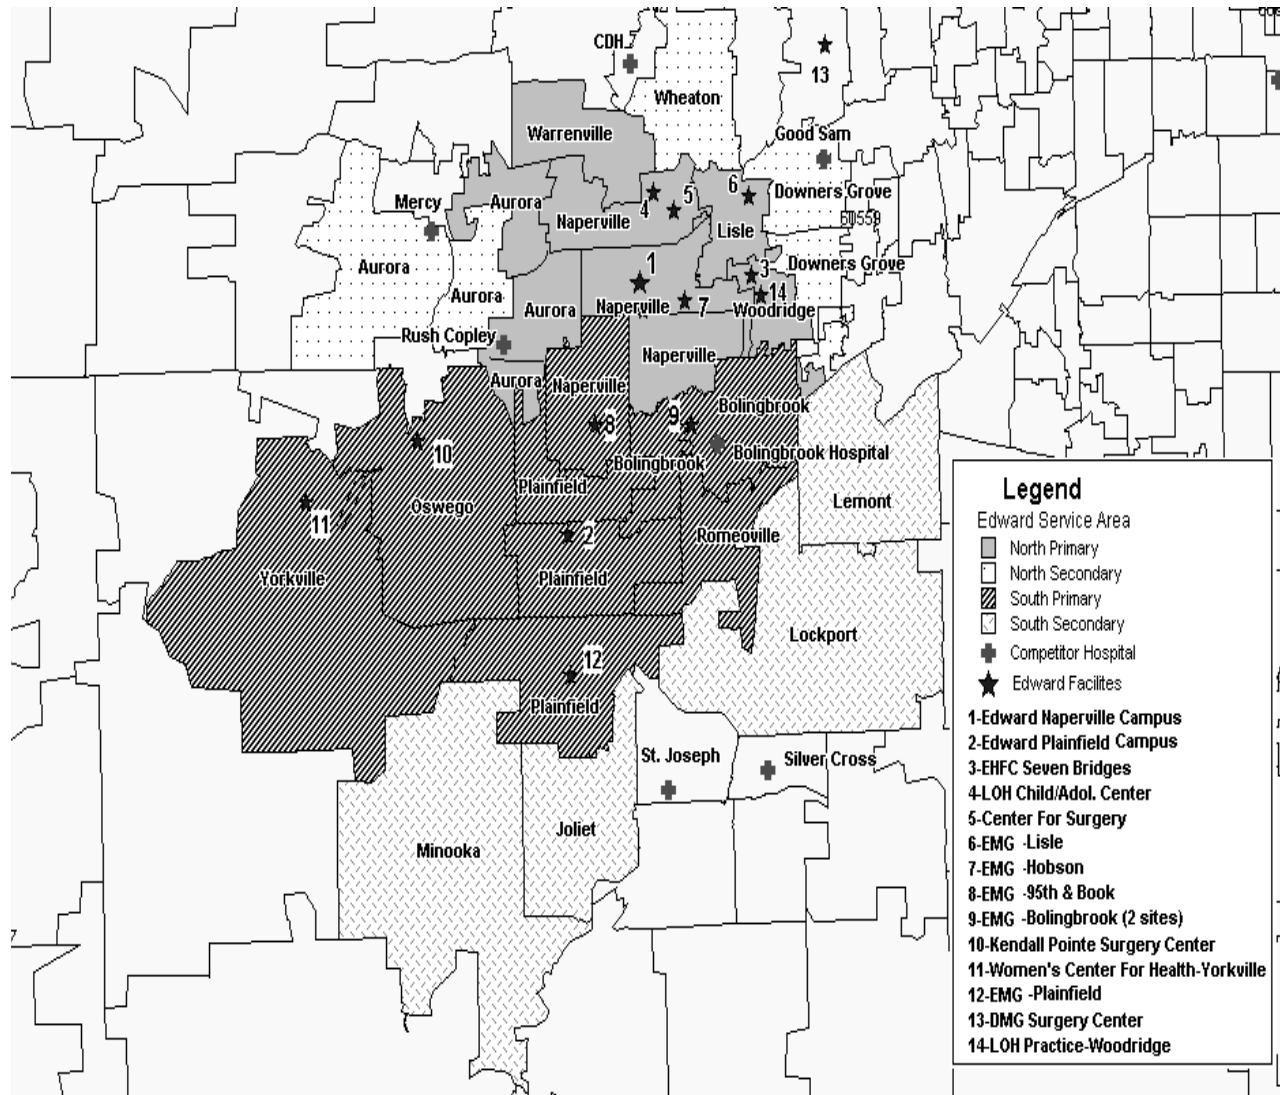 CDH
13
Wheaton
Warrenville
Good Sam
Mercy
Aurora
4
5
6
Downers Grove
60559
Naperville
Lisle
Aurora
1
3
Downers Grove
Aurora
Aurora
Naperville
7
14
Woodridge
Rush Copley
Naperville
Aurora
Naperville
Bolingbrook
8
9
10
Bolingbrook
Bolingbrook Hospital
Plainfield
Oswego
Lemont
11
2
Romeoville
Yorkville
Plainfield
Lockport
12
Plainfield
St. Joseph
Silver Cross
Joliet
Minooka
Legend
Edward Service Area
North Primary
North Secondary
South Primary
South Secondary
Competitor Hospital
Edward Facilites
1-Edward Naperville Campus
2-Edward Plainfield Campus
3-EHFC Seven Bridges
4-LOH Child/Adol. Center
5-Center For Surgery
6-EMG -Lisle
7-EMG -Hobson
8-EMG -95th & Book
9-EMG -Bolingbrook (2 sites)
10-Kendall Pointe Surgery Center
11-Women's Center For Health-Yorkville
12-EMG -Plainfield
13-DMG Surgery Center
14-LOH Practice-Woodridge